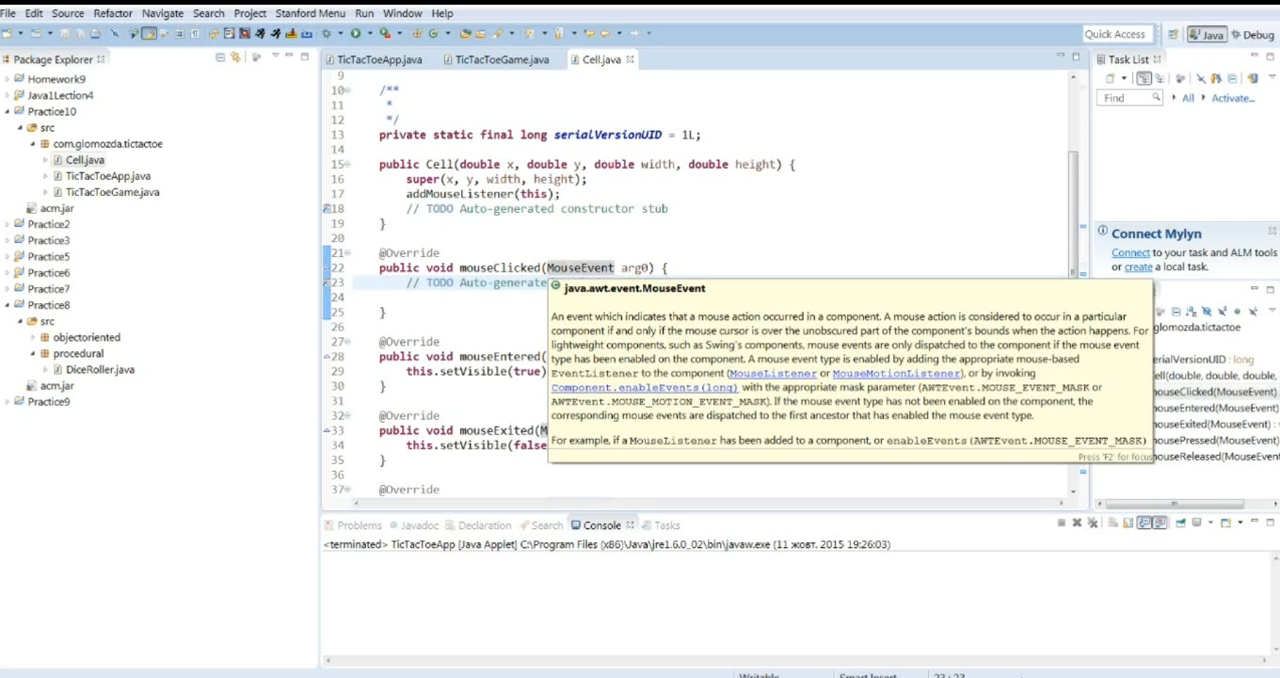 File Edit Source Refactor Navigate Search Project Stanford Menu Run Window Help
Quick Access Java Debug
Package Explorer
Homework9
Java1Lection4
Practice10
src
com.glomozda.tictactoe
Cell.java
TicTacToeApp.java
TicTacToeGame.java
acm.jar
Practice2
Practice3
Practice5
Practice6
Practice7
Practice8
src
objectoriented
procedural
DiceRoller.java
acm.jar
Practice9
TicTacToeApp.java TicTacToeGame.java Cell.java
9
10 /**
11 *
12 */
13 private static final long serialVersionUID = 1L;
14
15 public Cell(double x, double y, double width, double height) {
16 super(x, y, width, height);
17 addMouseListener(this);
18 // TODO Auto-generated constructor stub
19 }
20
21 @Override
22 public void mouseClicked(MouseEvent arg0) {
23 // TODO Auto-generate
24
25 }
26
27 @Override
28 public void mouseEntered(
29 this.setVisible(true)
30 }
31
32 @Override
33 public void mouseExited(M
34 this.setVisible(false
35 }
36
37 @Override
java.awt.event.MouseEvent
An event which indicates that a mouse action occurred in a component. A mouse action is considered to occur in a particular
component if and only if the mouse cursor is over the unobscured part of the component's bounds when the action happens. For
lightweight components, such as Swing's components, mouse events are only dispatched to the component if the mouse event
type has been enabled on the component. A mouse event type is enabled by adding the appropriate mouse-based
EventListener to the component (MouseListener or MouseMotionListener), or by invoking
Component.enableEvents(long) with the appropriate mask parameter (AWTEvent.MOUSE_EVENT_MASK or
AWTEvent.MOUSE_MOTION_EVENT_MASK). If the mouse event type has not been enabled on the component, the
corresponding mouse events are dispatched to the first ancestor that has enabled the mouse event type.
For example, if a MouseListener has been added to a component, or enableEvents(AWTEvent.MOUSE_EVENT_MASK)
Press 'F2' for focus
Task List
Find All Activate...
Connect Mylyn
Connect to your task and ALM tools
or create a local task.
glomozda.tictactoe
erialVersionUID : long
ell(double, double, double,
ouseClicked(MouseEvent)
ouseEntered(MouseEvent)
ouseExited(MouseEvent) :
ousePressed(MouseEvent)
ouseReleased(MouseEvent
Problems Javadoc Declaration Search Console Tasks
<terminated> TicTacToeApp [Java Applet] C:\Program Files (x86)\Java\jre1.6.0_02\bin\javaw.exe (11 жовт. 2015 19:26:03)
Writable Smart Insert 23 : 23